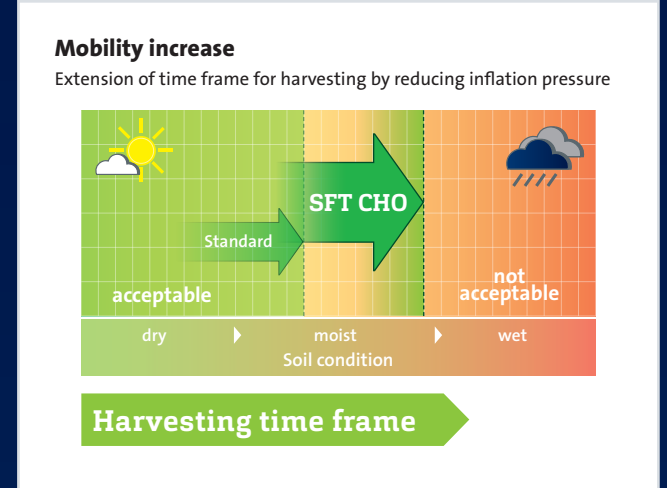 Mobility increase
Extension of time frame for harvesting by reducing inflation pressure
SFT CHO
Standard
acceptable
not
acceptable
dry
moist
wet
Soil condition
Harvesting time frame